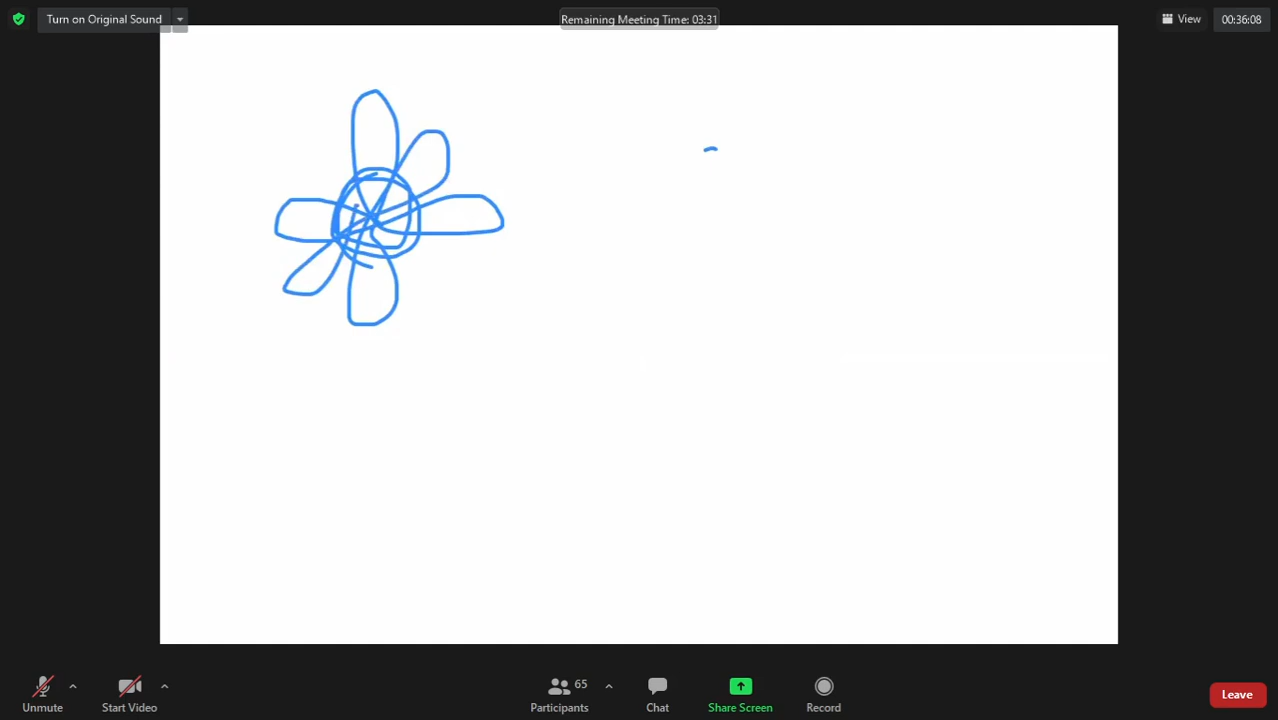 Turn on Original Sound
Remaining Meeting Time: 03:31
View
00:36:08
Unmute
Start Video
65
Participants
Chat
Share Screen
Record
Leave